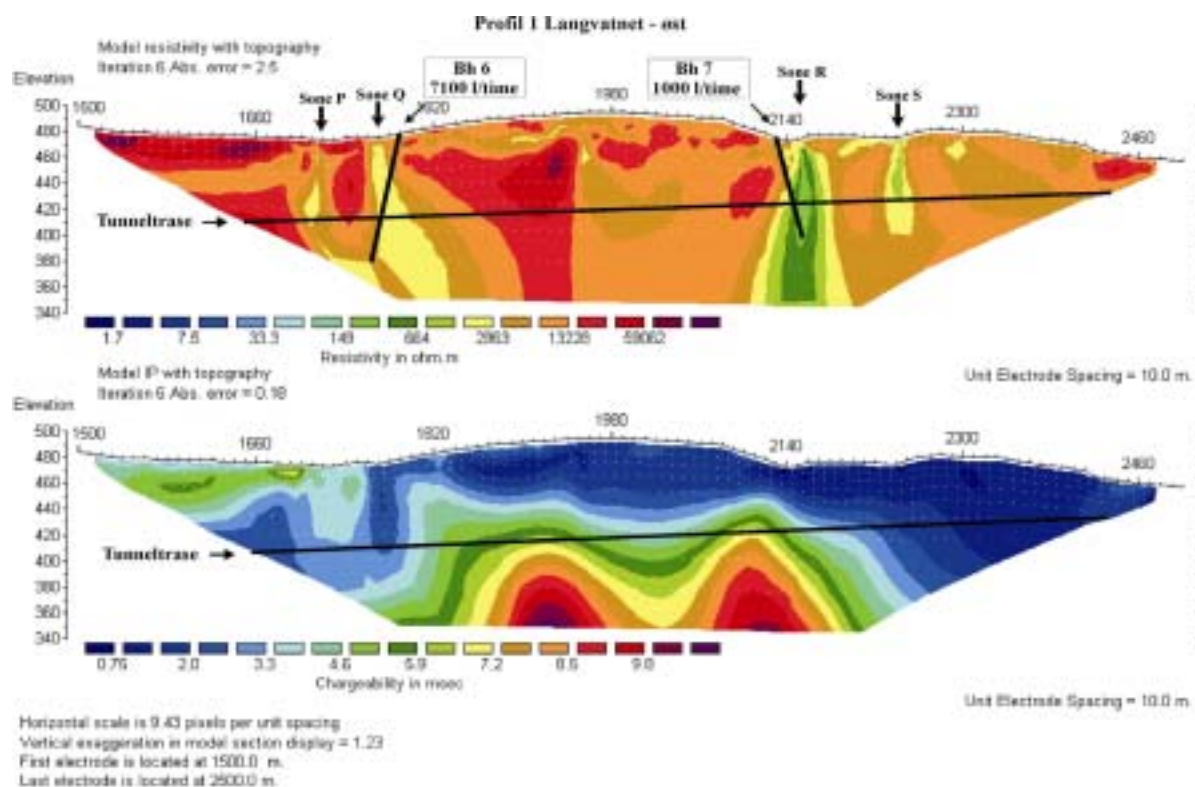 Profil 1 Langvatnet - øst
Model resistivity with topography
Iteration 6 Abs. error = 2.5
Elevation
Bh 6
7100 l/time
Bh 7
1000 l/time
Sone P
Sone Q
Sone R
Sone S
1500 1660 1820 1980 2140 2300 2460
500
480
460
440
420
400
380
360
340
Tunneltrase
1.7 7.5 33.3 149 664 2963 13226 59062
Resistivity in ohm.m
Unit Electrode Spacing = 10.0 m.
Model IP with topography
Iteration 6 Abs. error = 0.18
Elevation
1500 1660 1820 1980 2140 2300 2460
500
480
460
440
420
400
380
360
340
Tunneltrase
0.76 2.0 3.3 4.6 5.9 7.2 8.5 9.8
Chargeability in msec
Unit Electrode Spacing = 10.0 m.
Horizontal scale is 9.43 pixels per unit spacing
Vertical exaggeration in model section display = 1.23
First electrode is located at 1500.0 m.
Last electrode is located at 2500.0 m.